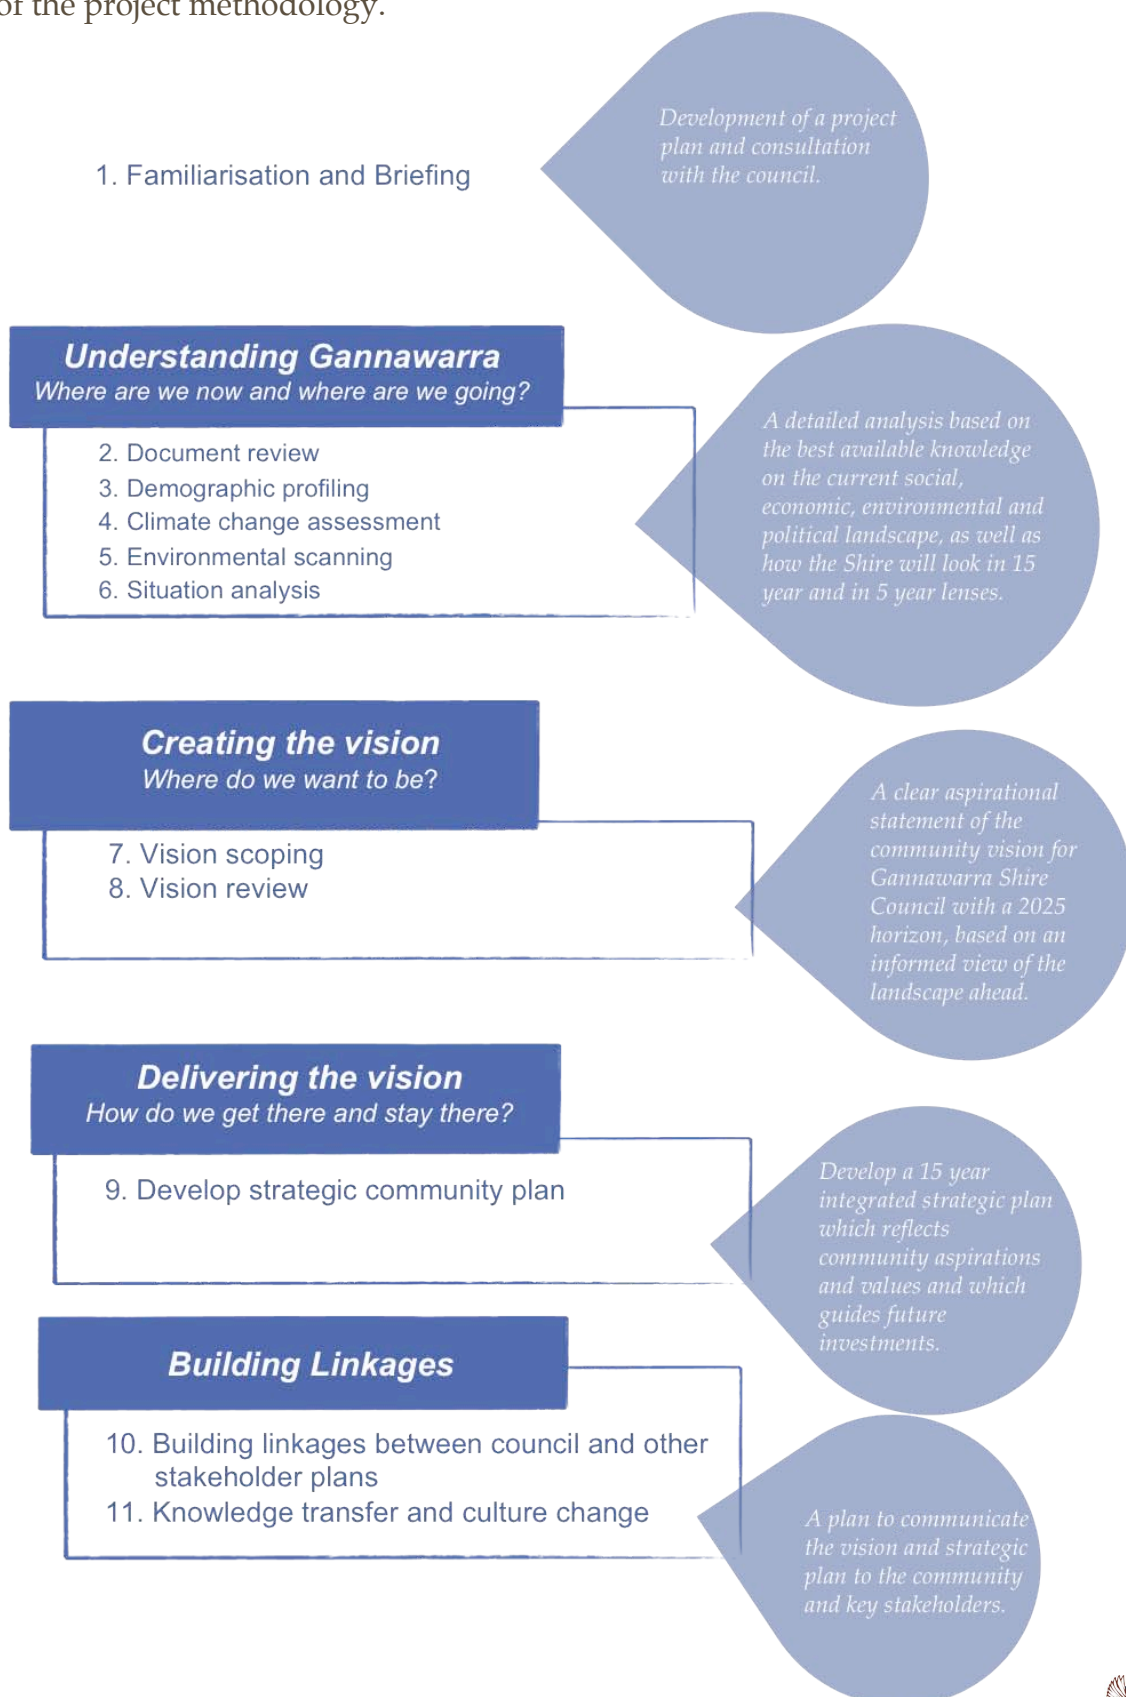 of the project methodology.
1. Familiarisation and Briefing
Development of a project
plan and consultation
with the council.
Understanding Gannawarra
Where are we now and where are we going?
2. Document review
3. Demographic profiling
4. Climate change assessment
5. Environmental scanning
6. Situation analysis
A detailed analysis based on
the best available knowledge
on the current social,
economic, environmental and
political landscape, as well as
how the Shire will look in 15
year and in 5 year lenses.
Creating the vision
Where do we want to be?
7. Vision scoping
8. Vision review
A clear aspirational
statement of the
community vision for
Gannawarra Shire
Council with a 2025
horizon, based on an
informed view of the
landscape ahead.
Delivering the vision
How do we get there and stay there?
9. Develop strategic community plan
Develop a 15 year
integrated strategic plan
which reflects
community aspirations
and values and which
guides future
investments.
Building Linkages
10. Building linkages between council and other
stakeholder plans
11. Knowledge transfer and culture change
A plan to communicate
the vision and strategic
plan to the community
and key stakeholders.